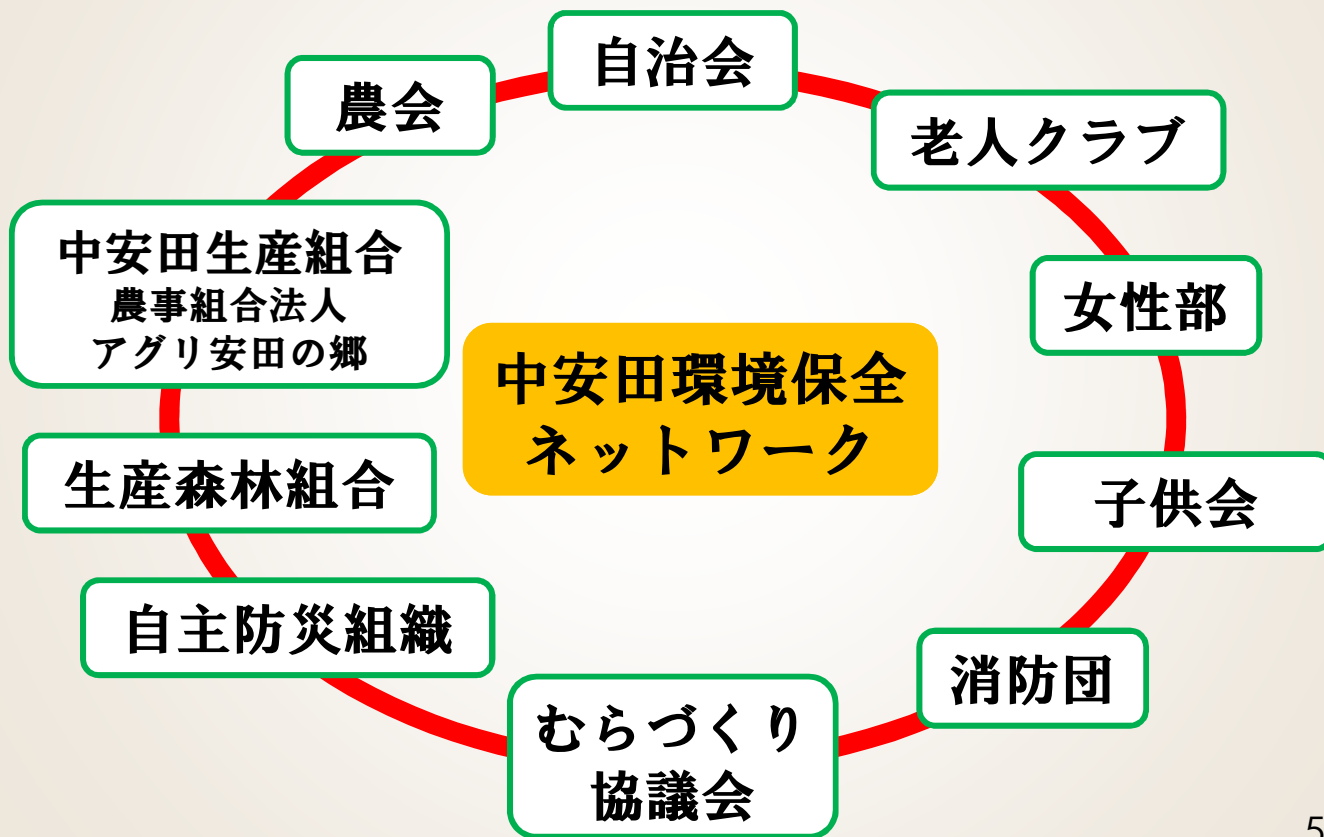 自治会
農会
老人クラブ
中安田生産組合
農事組合法人
アグリ安田の郷
女性部
中安田環境保全
ネットワーク
生産森林組合
子供会
自主防災組織
消防団
むらづくり
協議会
5